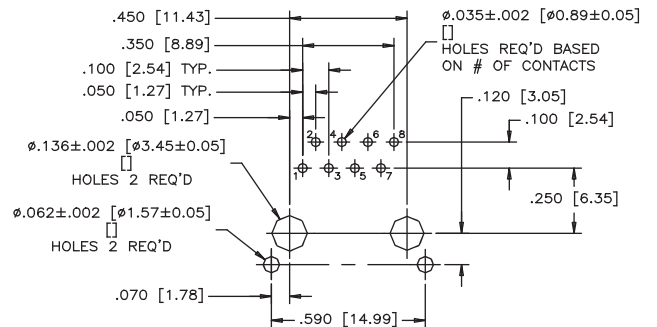 .450 [11.43]
.350 [8.89]
.100 [2.54] TYP.
.050 [1.27] TYP.
.050 [1.27]
ø.136±.002 [ø3.45±0.05]
[]
HOLES 2 REQ'D
ø.062±.002 [ø1.57±0.05]
[]
HOLES 2 REQ'D
.070 [1.78]
.590 [14.99]
ø.035±.002 [ø0.89±0.05]
[]
HOLES REQ'D BASED
ON # OF CONTACTS
.120 [3.05]
.100 [2.54]
.250 [6.35]
2 4 6 8
1 3 5 7